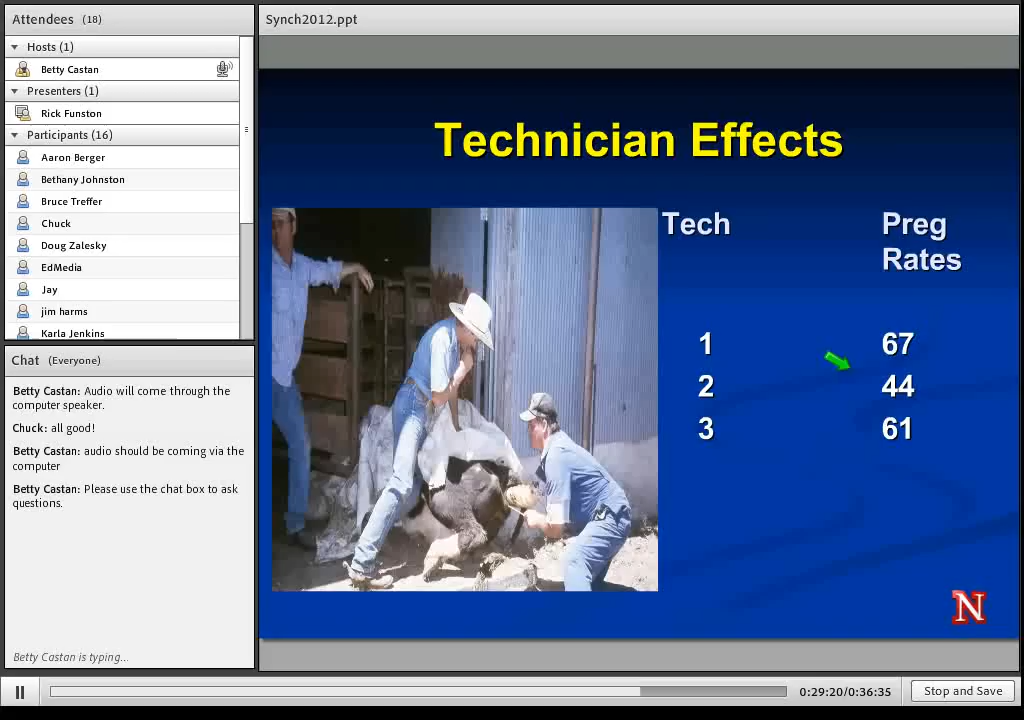 Attendees (18)
Hosts (1)
Betty Castan
Presenters (1)
Rick Funston
Participants (16)
Aaron Berger
Bethany Johnston
Bruce Treffer
Chuck
Doug Zalesky
EdMedia
Jay
jim harms
Karla Jenkins
Chat (Everyone)
Betty Castan: Audio will come through the
computer speaker.
Chuck: all good!
Betty Castan: audio should be coming via the
computer
Betty Castan: Please use the chat box to ask
questions.
Betty Castan is typing...
Synch2012.ppt
Technician Effects
Tech Preg
Rates
1 67
2 44
3 61
N
0:29:20/0:36:35
Stop and Save